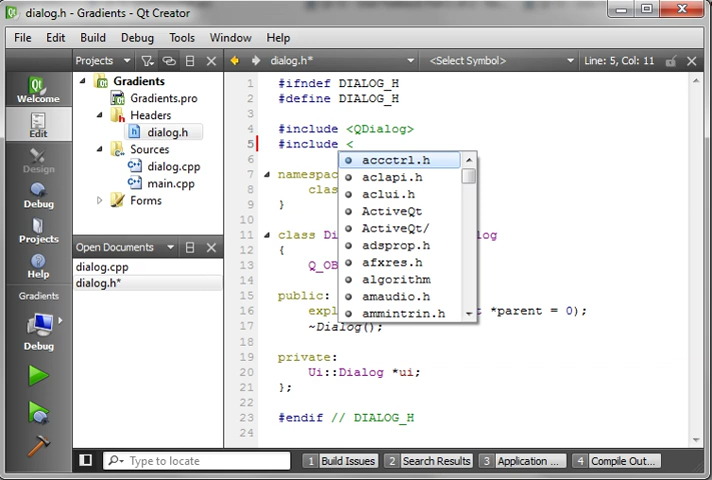 dialog.h - Gradients - Qt Creator
File Edit Build Debug Tools Window Help
Projects
dialog.h*
<Select Symbol>
Line: 5, Col: 11
Welcome
Edit
Design
Debug
Projects
Help
Gradients
Debug
Gradients
Gradients.pro
Headers
dialog.h
Sources
dialog.cpp
main.cpp
Forms
Open Documents
dialog.cpp
dialog.h*
1 #ifndef DIALOG_H
2 #define DIALOG_H
3
4 #include <QDialog>
5 #include <
6
7 namespac
8 clas
9 }
10
11 class Di alog
12 {
13 Q_OB
14
15 public:
16 expl t *parent = 0);
17 ~Dialog();
18
19 private:
20 Ui::Dialog *ui;
21 };
22
23 #endif // DIALOG_H
24
accctrl.h
aclapi.h
aclui.h
ActiveQt
ActiveQt/
adsprop.h
afxres.h
algorithm
amaudio.h
ammintrin.h
Type to locate
1 Build Issues
2 Search Results
3 Application ...
4 Compile Out...